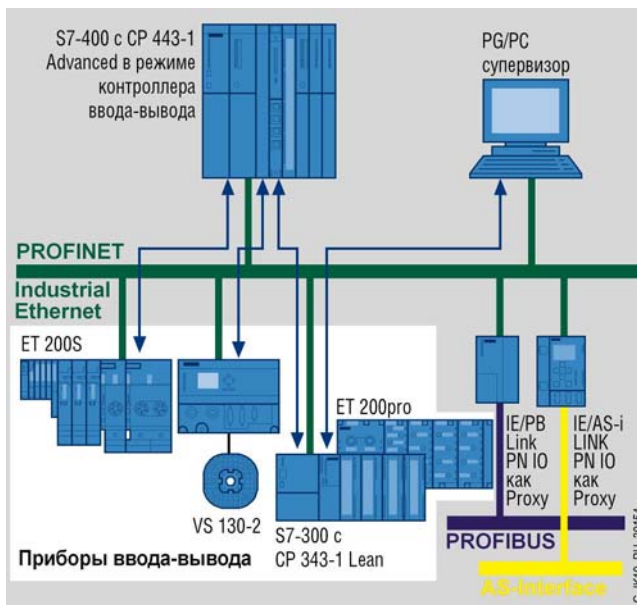 S7-400 с CP 443-1
Advanced в режиме
контроллера
ввода-вывода
PG/PC
супервизор
PROFINET
Industrial
Ethernet
ET 200S
VS 130-2
ET 200pro
S7-300 с
CP 343-1 Lean
Приборы ввода-вывода
IE/PB
Link
PN IO
как
Proxy
IE/AS-i
LINK
PN IO
как
Proxy
PROFIBUS
AS-Interface